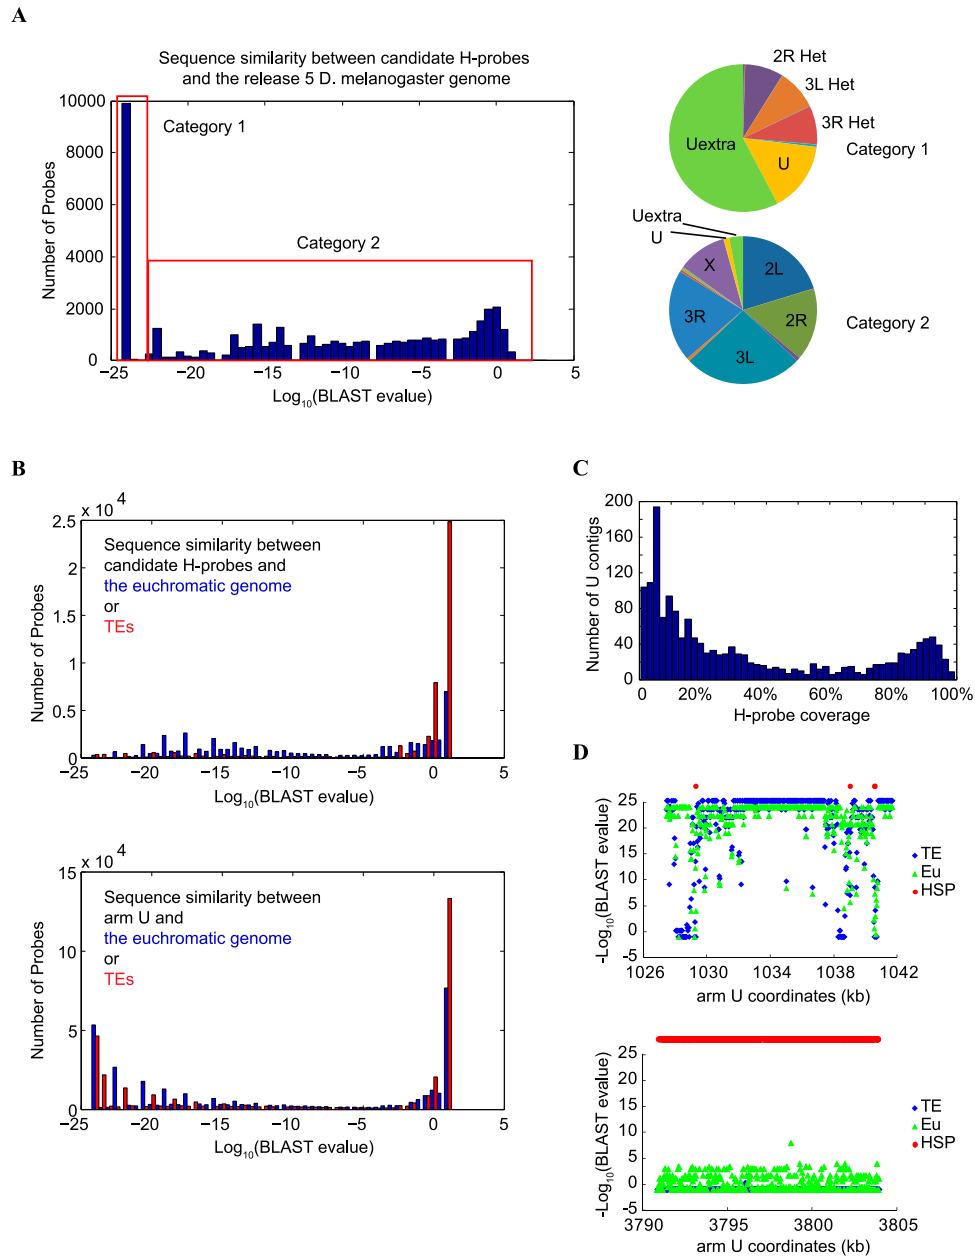 A
Sequence similarity between candidate H-probes
and the release 5 D. melanogaster genome
10000
8000
6000
4000
2000
0
Number of Probes
Category 1
Category 2
−25
−20
−15
−10
−5
0
5
Log10(BLAST evalue)
2R Het
3L Het
3R Het
Category 1
Uextra
U
Uextra
U
X
2L
3R
2R
3L
Category 2
B
x 10 4
2.5
2
1.5
1
0.5
0
Number of Probes
Sequence similarity between
candidate H-probes and
the euchromatic genome
or
TEs
−25
−20
−15
−10
−5
0
5
Log10(BLAST evalue)
x 10 4
15
10
5
0
Number of Probes
Sequence similarity between
arm U and
the euchromatic genome
or
TEs
−25
−20
−15
−10
−5
0
5
Log10(BLAST evalue)
C
200
160
120
80
40
0
Number of U contigs
0
20%
40%
60%
80%
100%
H-probe coverage
D
25
20
15
10
5
0
-5
-Log10(BLAST evalue)
TE
Eu
HSP
1026
1030
1034
1038
1042
arm U coordinates (kb)
25
20
15
10
5
0
-5
-Log10(BLAST evalue)
TE
Eu
HSP
3790
3795
3800
3805
arm U coordinates (kb)